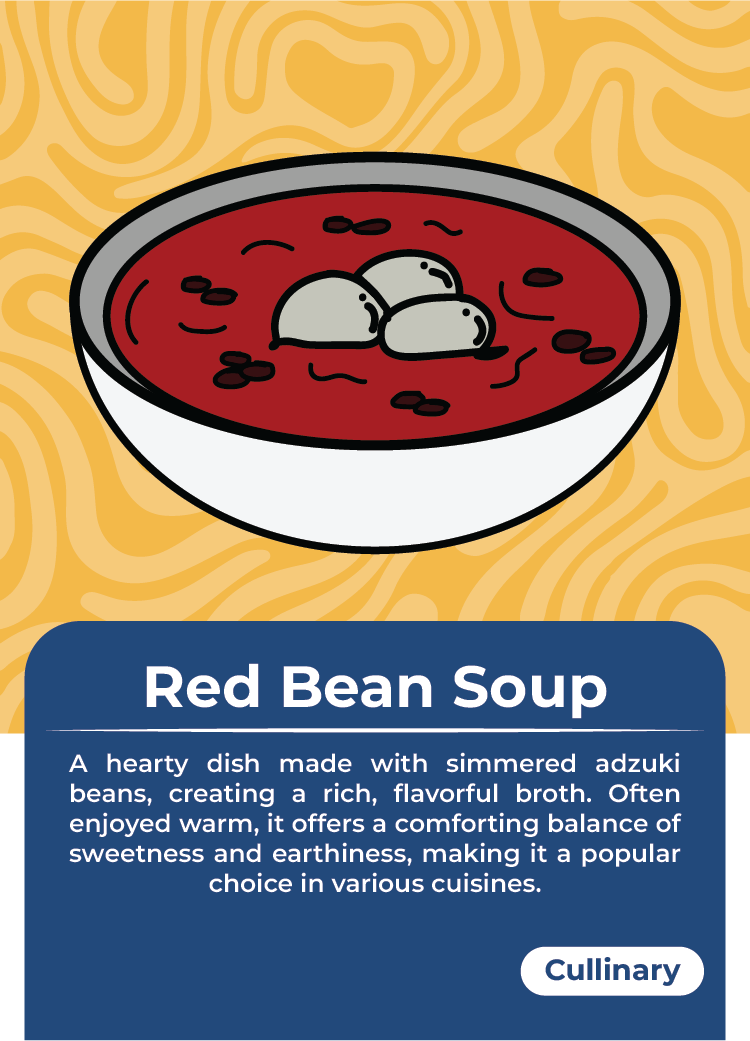 Red Bean Soup
A hearty dish made with simmered adzuki
beans, creating a rich, flavorful broth. Often
enjoyed warm, it offers a comforting balance of
sweetness and earthiness, making it a popular
choice in various cuisines.
Cullinary